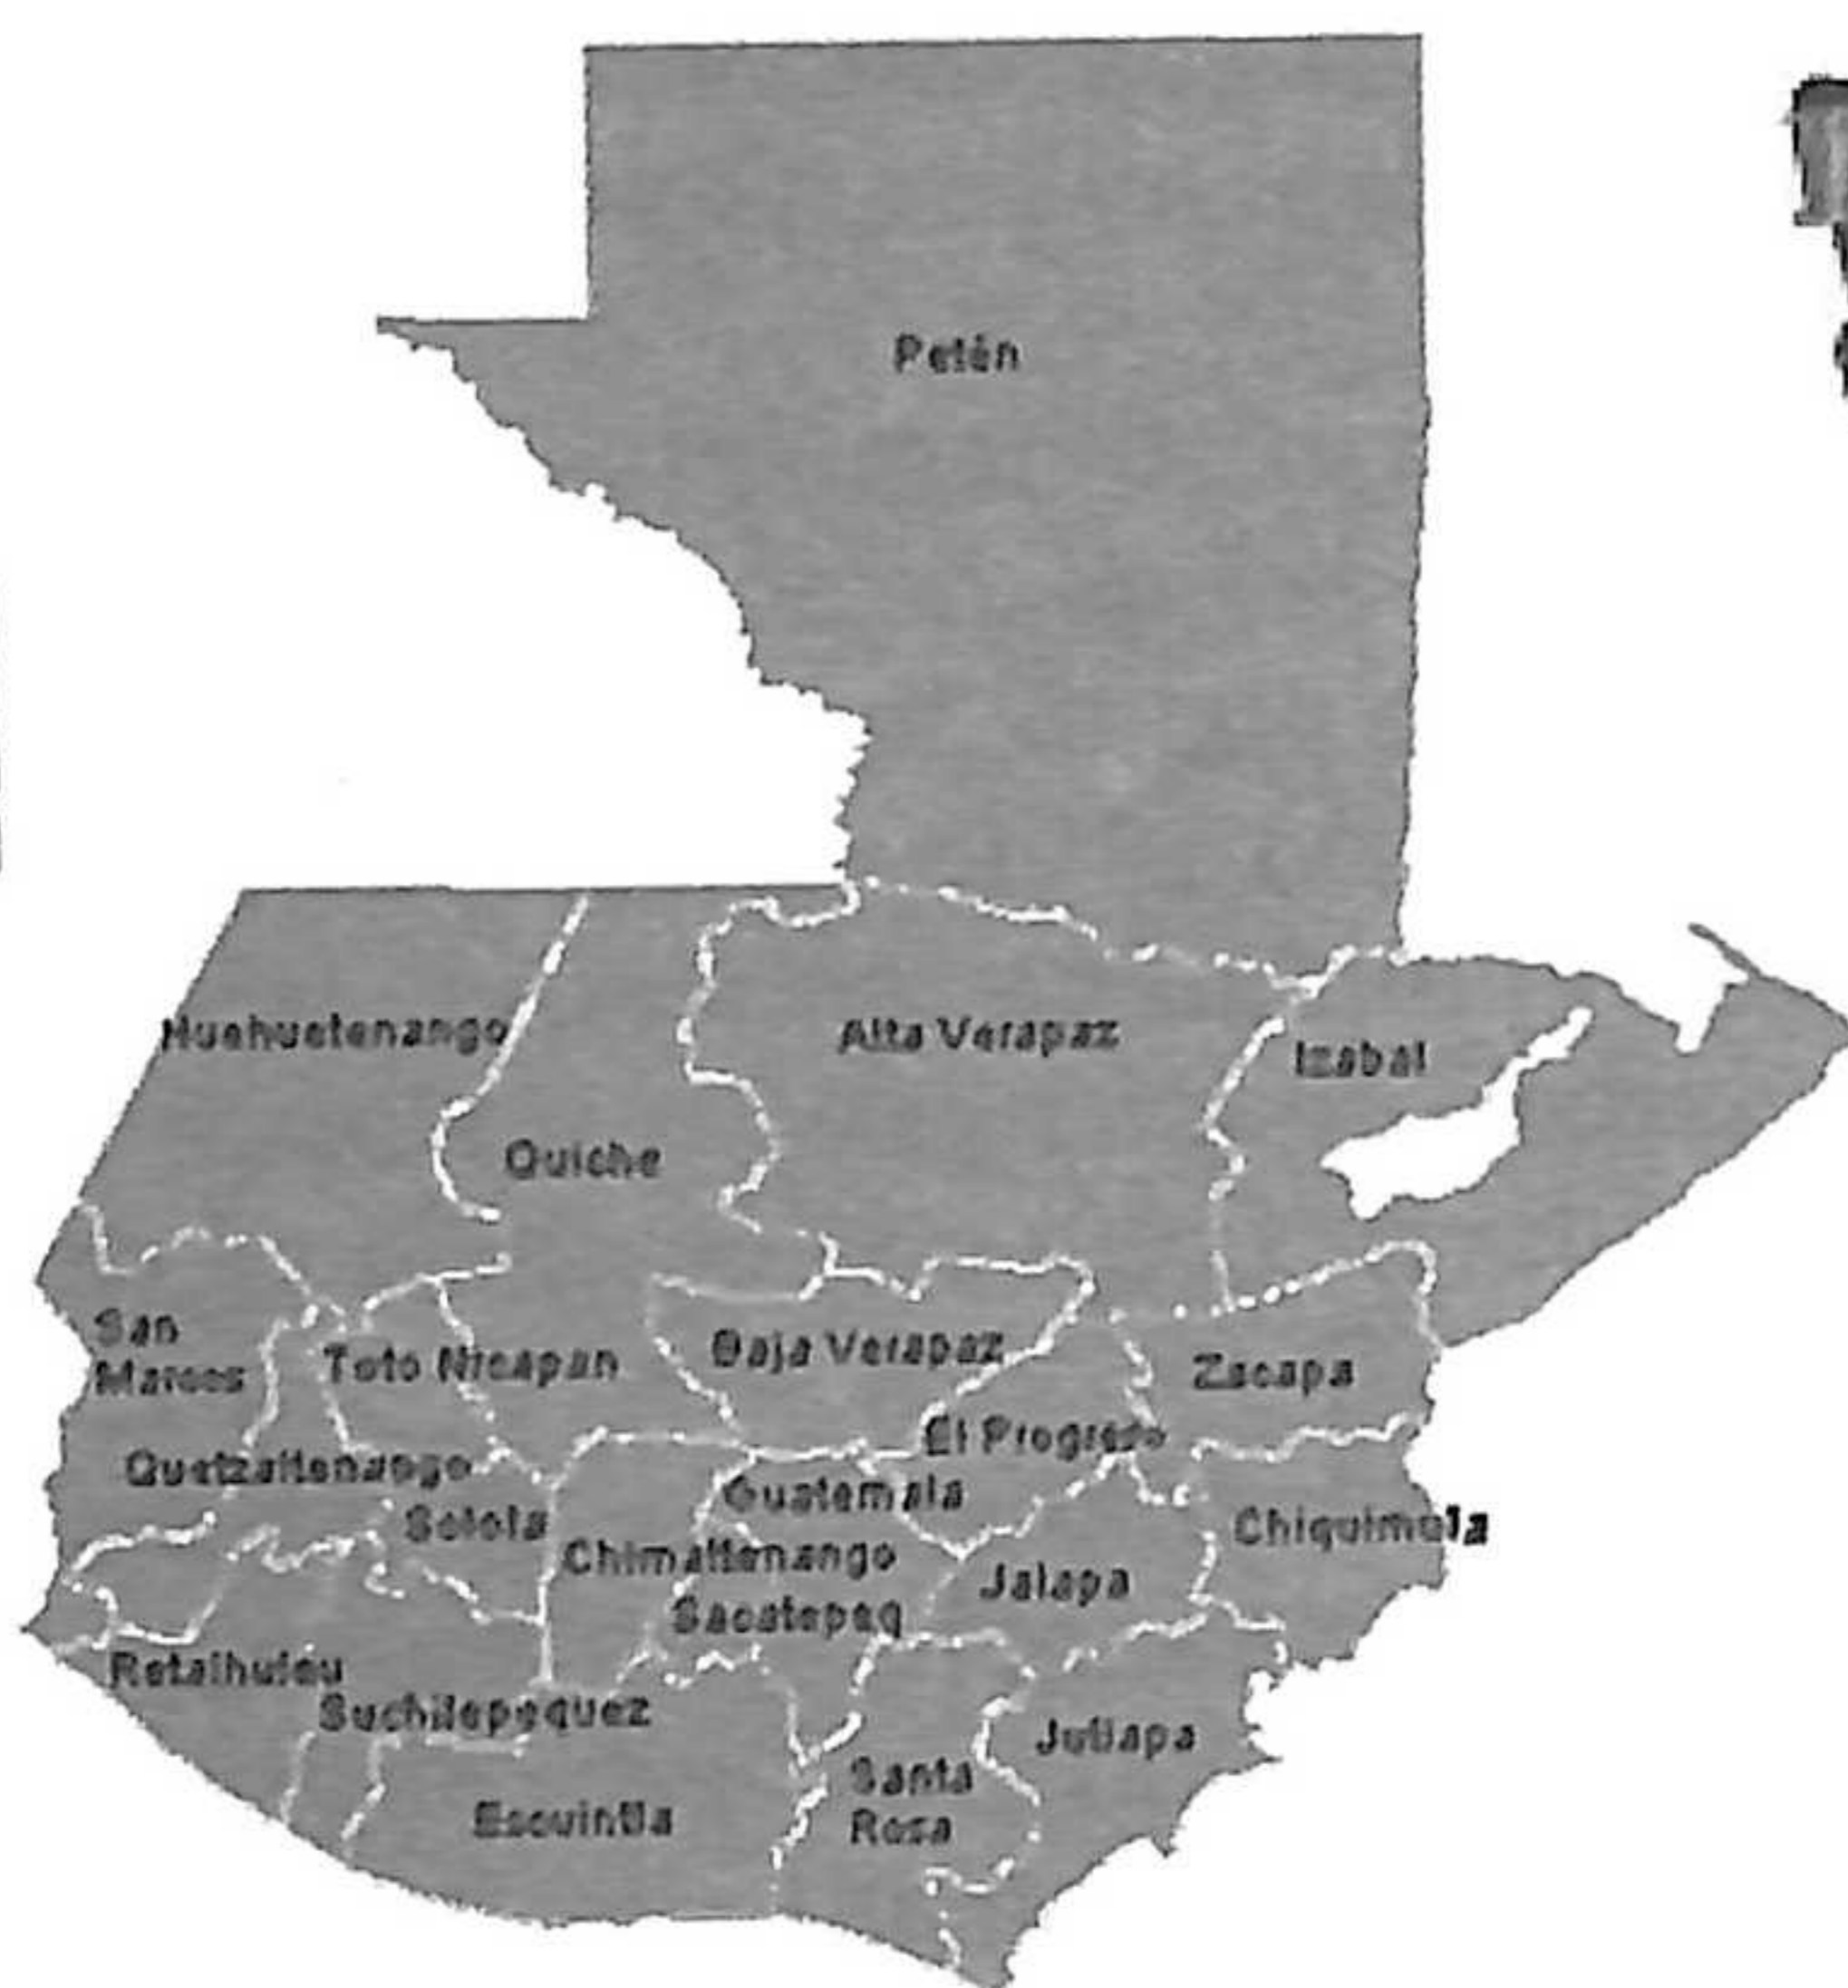 Petén
Huehuetenango
Alta Verapaz
Izabal
Quiche
San
Marcos
Toto Nicapan
Baja Verapaz
Zacapa
El Progreso
Quetzaltenango
Guatemala
Solola
Chiquimula
Chimaltenango
Jalapa
Sacatepeq
Retalhuleu
Suchitepequez
Jutiapa
Santa
Rosa
Escuintla